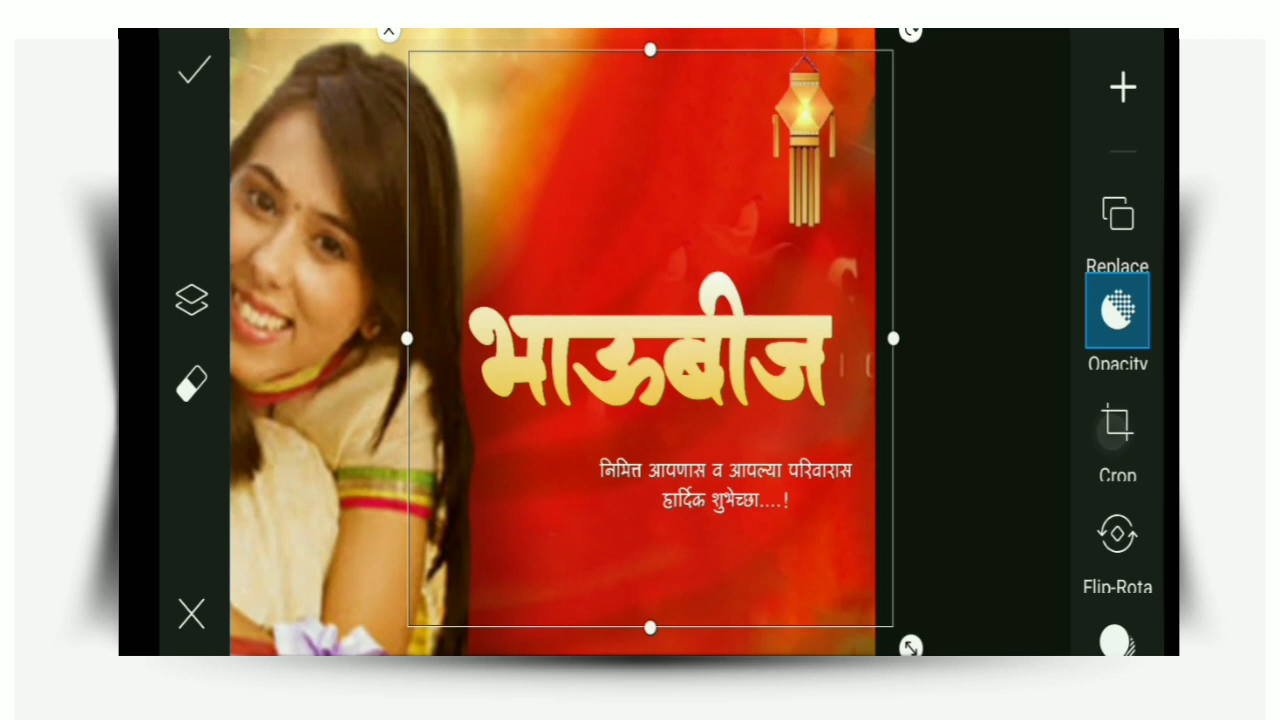 Replace
Opacity
भाऊबीज
निमित्त आपणास व आपल्या परिवारास
हार्दिक शुभेच्छा....!
Crop
Flip-Rota